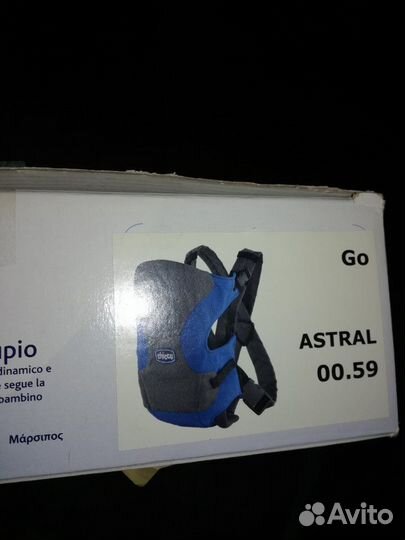 Go
ASTRAL
00.59
chicco
upio
dinamico e
segue la
bambino
Μάρσιπος
Avito